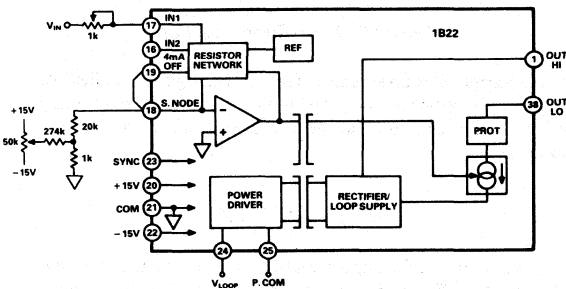 1B22
V_IN
1k
17
IN1
16
IN2
4mA
OFF
19
18
S. NODE
RESISTOR
NETWORK
REF
1
OUT
HI
38
OUT
LO
PROT
+15V
50k
-15V
274k
20k
1k
-
+
SYNC
23
+15V
20
COM
21
-15V
22
POWER
DRIVER
RECTIFIER/
LOOP SUPPLY
24
25
V_LOOP
P. COM